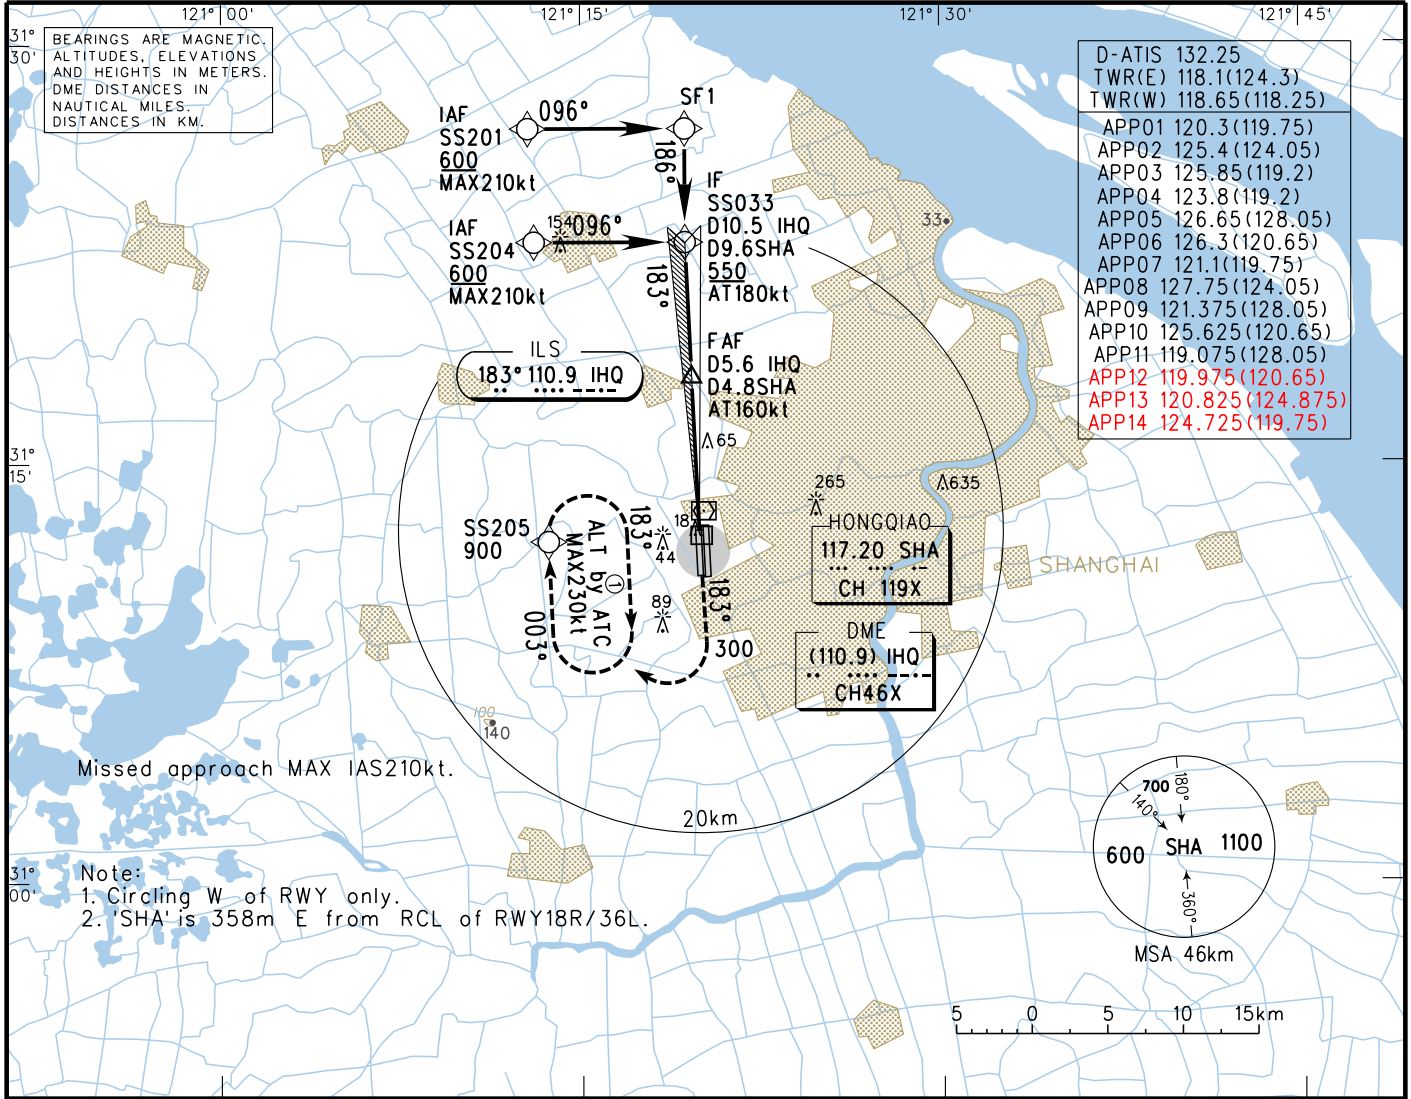 121° 00'
121° 15'
121° 30'
121° 45'
31°
30'
BEARINGS ARE MAGNETIC.
ALTITUDES, ELEVATIONS
AND HEIGHTS IN METERS.
DME DISTANCES IN
NAUTICAL MILES.
DISTANCES IN KM.
D-ATIS 132.25
TWR(E) 118.1(124.3)
TWR(W) 118.65(118.25)
APP01 120.3(119.75)
APP02 125.4(124.05)
APP03 125.85(119.2)
APP04 123.8(119.2)
APP05 126.65(128.05)
APP06 126.3(120.65)
APP07 121.1(119.75)
APP08 127.75(124.05)
APP09 121.375(128.05)
APP10 125.625(120.65)
APP11 119.075(128.05)
APP12 119.975(120.65)
APP13 120.825(124.875)
APP14 124.725(119.75)
IAF
SS201
600
MAX210kt
096°
SF1
186°
IAF
SS204
600
MAX210kt
154
096°
IF
SS033
D10.5 IHQ
D9.6SHA
550
AT180kt
183°
33
FAF
D5.6 IHQ
D4.8SHA
AT160kt
ILS
183° 110.9 IHQ
65
31°
15'
265
635
SS205
900
183°
ALT by ATC
MAX230kt
1
003°
18
44
89
183°
300
HONGQIAO
117.20 SHA
CH 119X
SHANGHAI
DME
(110.9) IHQ
CH46X
100
140
Missed approach MAX IAS210kt.
20km
31°
00'
Note:
1. Circling W of RWY only.
2. 'SHA' is 358m E from RCL of RWY18R/36L.
700
180°
140°
600
SHA
1100
360°
MSA 46km
5 0 5 10 15km